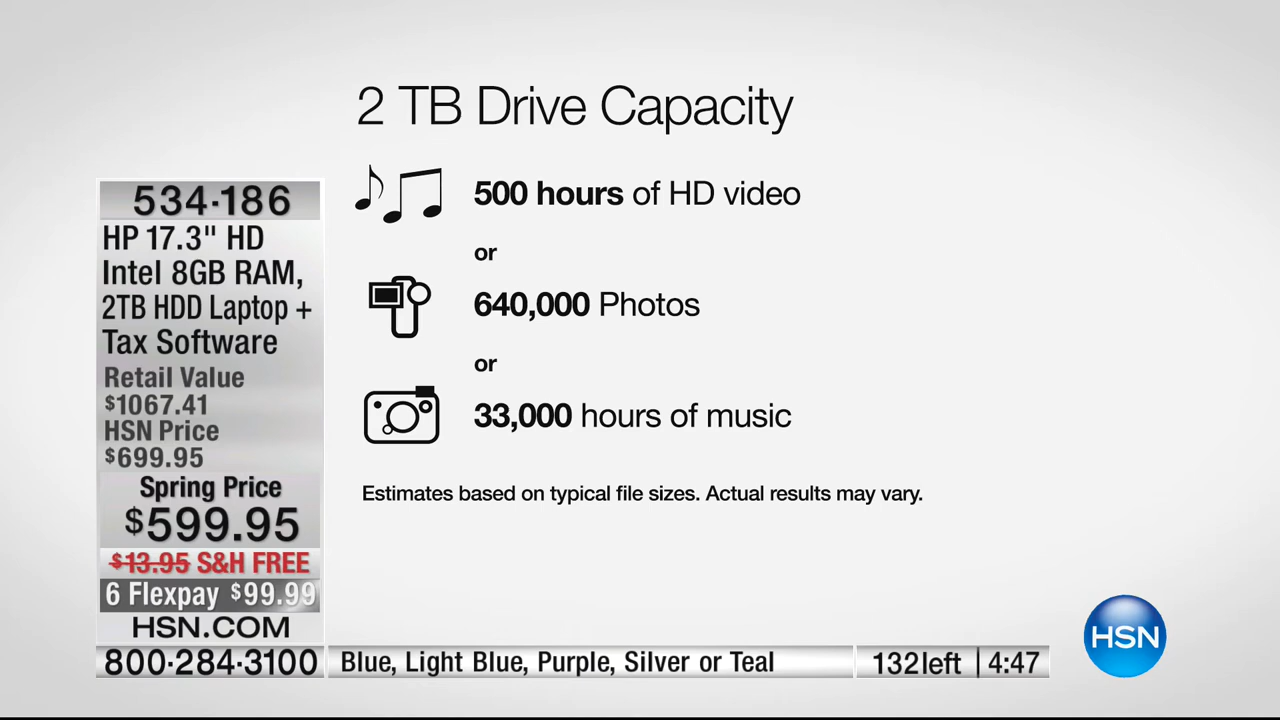 2 TB Drive Capacity
500 hours of HD video
or
640,000 Photos
or
33,000 hours of music
Estimates based on typical file sizes. Actual results may vary.
534·186
HP 17.3" HD
Intel 8GB RAM,
2TB HDD Laptop +
Tax Software
Retail Value
$1067.41
HSN Price
$699.95
Spring Price
$599.95
$13.95 S&H FREE
6 Flexpay $99.99
HSN.COM
800·284·3100
Blue, Light Blue, Purple, Silver or Teal
132 left | 4:47
HSN